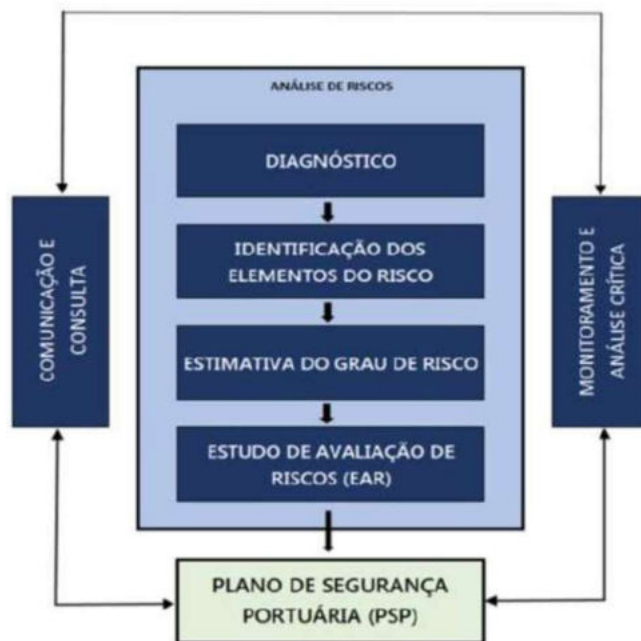 ANÁLISE DE RISCOS
DIAGNÓSTICO
IDENTIFICAÇÃO DOS
ELEMENTOS DO RISCO
ESTIMATIVA DO GRAU DE RISCO
ESTUDO DE AVALIAÇÃO DE
RISCOS (EAR)
COMUNICAÇÃO E
CONSULTA
MONITORAMENTO E
ANÁLISE CRÍTICA
PLANO DE SEGURANÇA
PORTUÁRIA (PSP)